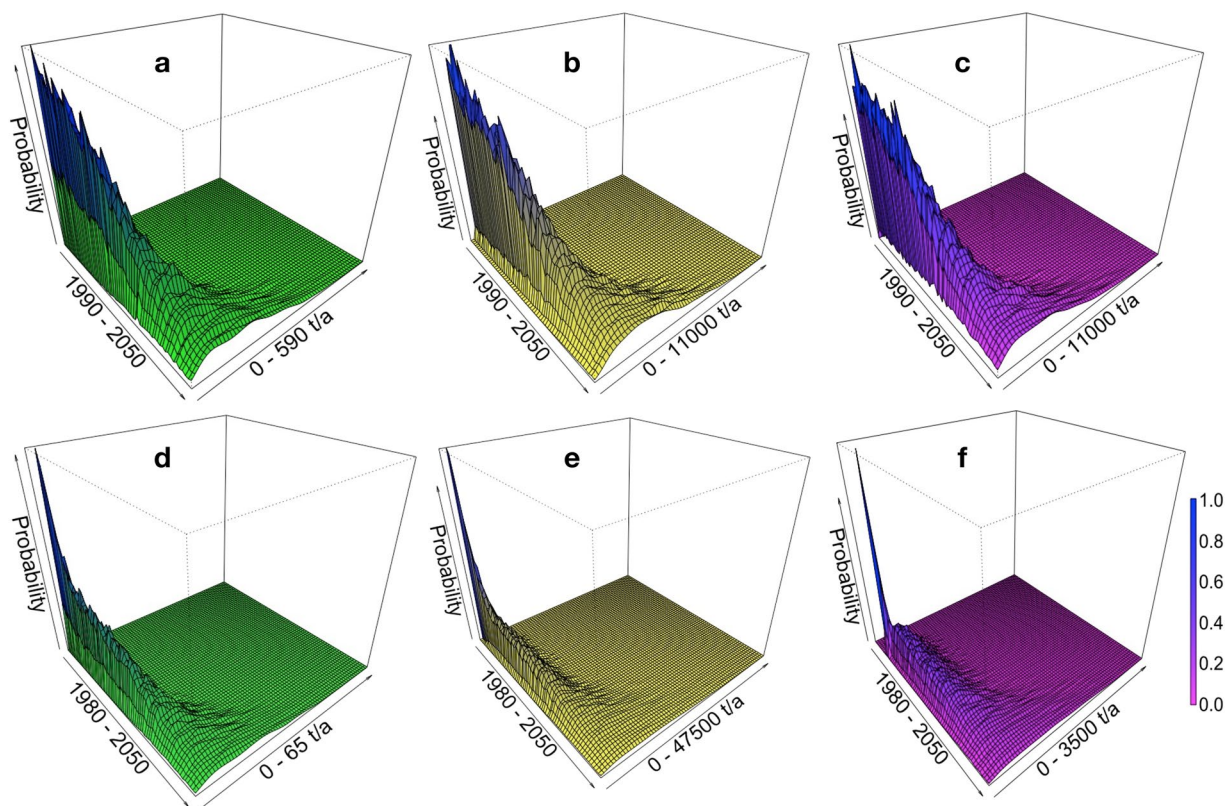 a
b
c
Probability
Probability
Probability
1990 - 2050
0 - 590 t/a
1990 - 2050
0 - 11000 t/a
1990 - 2050
0 - 11000 t/a
d
e
f
Probability
Probability
Probability
1980 - 2050
0 - 65 t/a
1980 - 2050
0 - 47500 t/a
1980 - 2050
0 - 3500 t/a
1.0
0.8
0.6
0.4
0.2
0.0